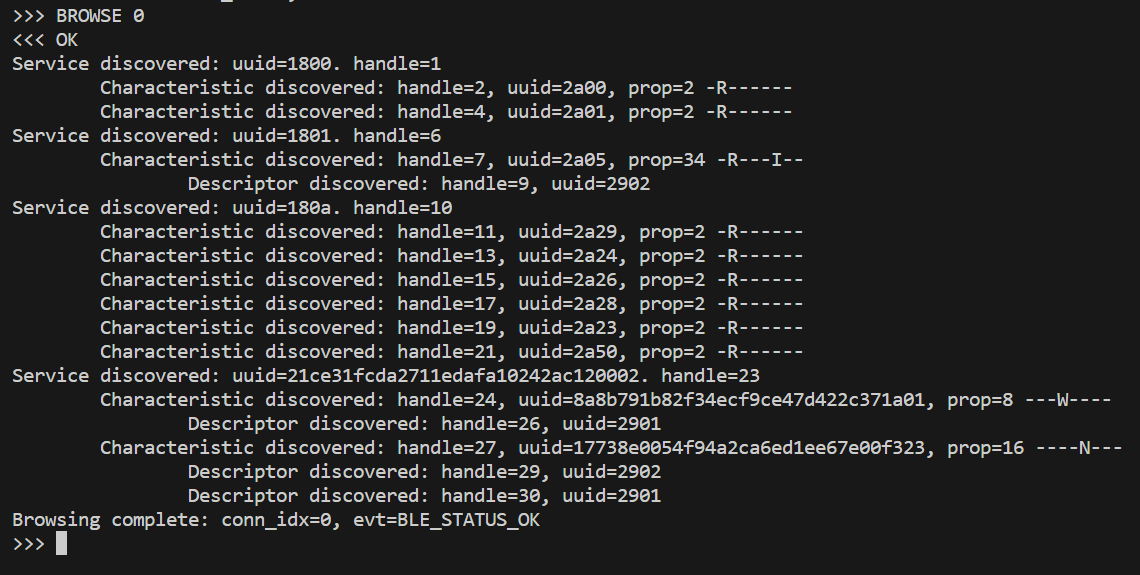 >>> BROWSE 0
<<< OK
Service discovered: uuid=1800. handle=1
Characteristic discovered: handle=2, uuid=2a00, prop=2 -R------
Characteristic discovered: handle=4, uuid=2a01, prop=2 -R------
Service discovered: uuid=1801. handle=6
Characteristic discovered: handle=7, uuid=2a05, prop=34 -R---I--
Descriptor discovered: handle=9, uuid=2902
Service discovered: uuid=180a. handle=10
Characteristic discovered: handle=11, uuid=2a29, prop=2 -R------
Characteristic discovered: handle=13, uuid=2a24, prop=2 -R------
Characteristic discovered: handle=15, uuid=2a26, prop=2 -R------
Characteristic discovered: handle=17, uuid=2a28, prop=2 -R------
Characteristic discovered: handle=19, uuid=2a23, prop=2 -R------
Characteristic discovered: handle=21, uuid=2a50, prop=2 -R------
Service discovered: uuid=21ce31fcda2711edafa10242ac120002. handle=23
Characteristic discovered: handle=24, uuid=8a8b791b82f34ecf9ce47d422c371a01, prop=8 ---W----
Descriptor discovered: handle=26, uuid=2901
Characteristic discovered: handle=27, uuid=17738e0054f94a2ca6ed1ee67e00f323, prop=16 ----N---
Descriptor discovered: handle=29, uuid=2902
Descriptor discovered: handle=30, uuid=2901
Browsing complete: conn_idx=0, evt=BLE_STATUS_OK
>>>